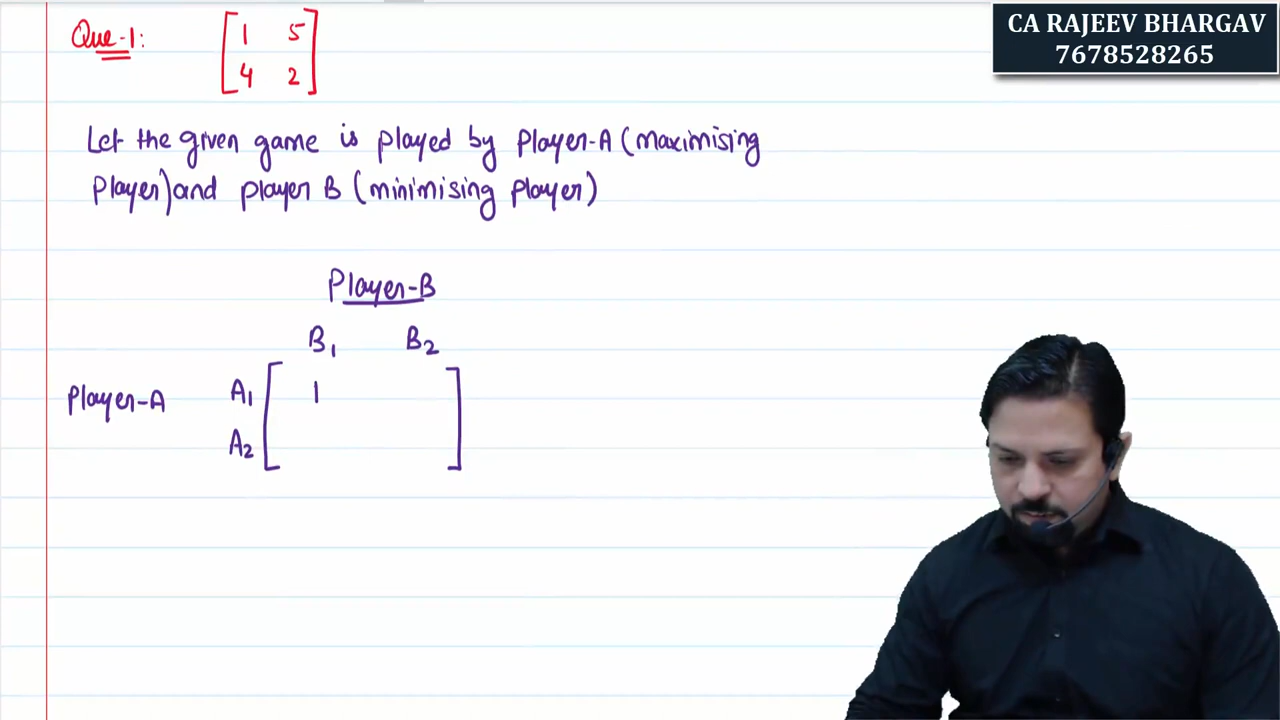 CA RAJEEV BHARGAV
7678528265
Que-1: [1 5
4 2]
Let the given game is played by Player-A (maximising
Player) and player B (minimising player)
Player-B
B1 B2
Player-A A1 [1 ]
A2